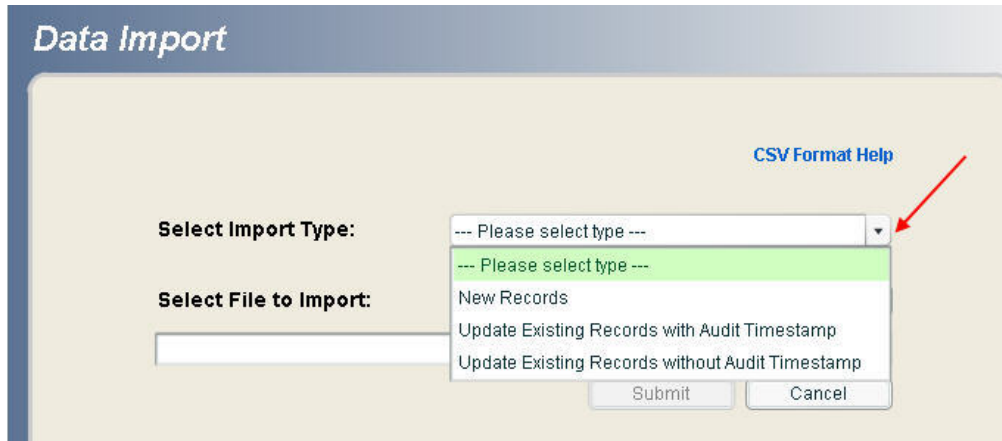 Data Import
CSV Format Help
Select Import Type:
--- Please select type ---
--- Please select type ---
New Records
Select File to Import:
Update Existing Records with Audit Timestamp
Update Existing Records without Audit Timestamp
Submit
Cancel